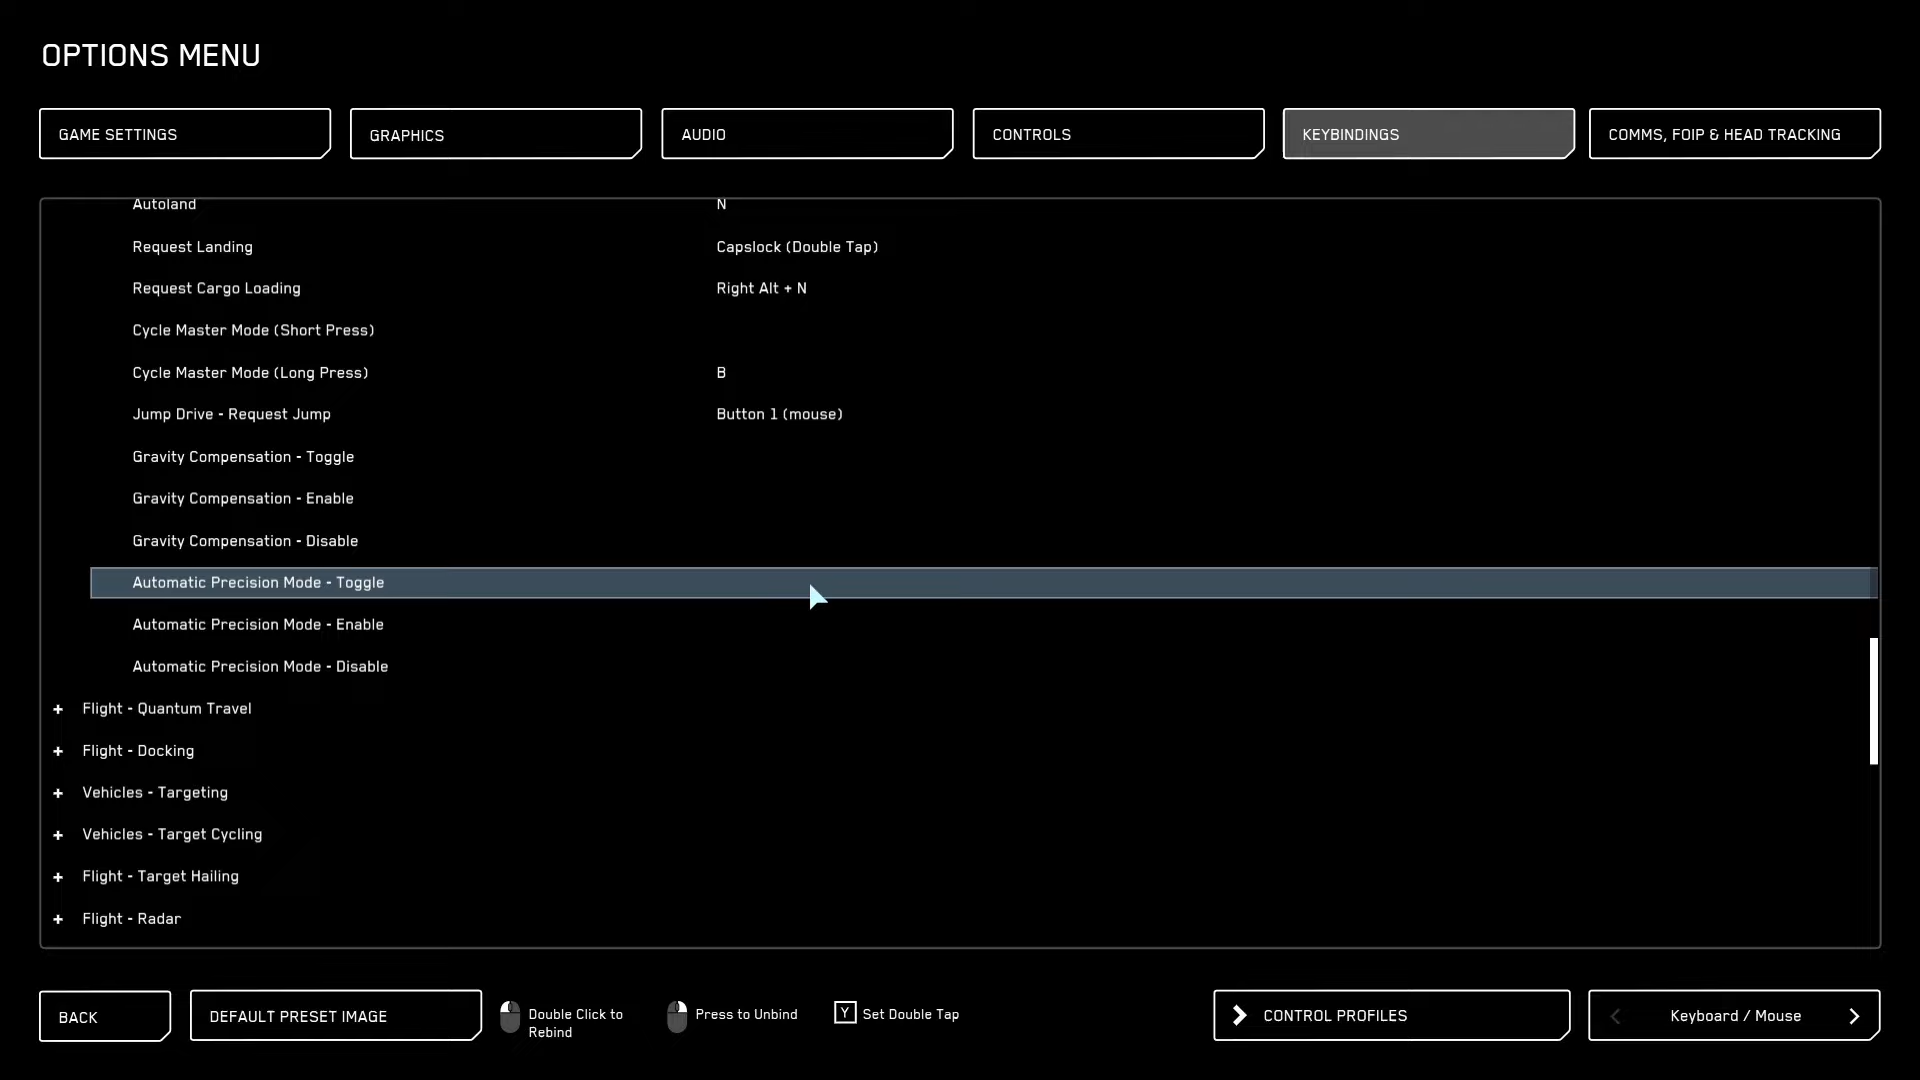 OPTIONS MENU
GAME SETTINGS
GRAPHICS
AUDIO
CONTROLS
KEYBINDINGS
COMMS, FOIP & HEAD TRACKING
Autoland N
Request Landing Capslock (Double Tap)
Request Cargo Loading Right Alt + N
Cycle Master Mode (Short Press)
Cycle Master Mode (Long Press) B
Jump Drive - Request Jump Button 1 (mouse)
Gravity Compensation - Toggle
Gravity Compensation - Enable
Gravity Compensation - Disable
Automatic Precision Mode - Toggle
Automatic Precision Mode - Enable
Automatic Precision Mode - Disable
+ Flight - Quantum Travel
+ Flight - Docking
+ Vehicles - Targeting
+ Vehicles - Target Cycling
+ Flight - Target Hailing
+ Flight - Radar
BACK
DEFAULT PRESET IMAGE
Double Click to
Rebind
Press to Unbind
Y Set Double Tap
CONTROL PROFILES
Keyboard / Mouse